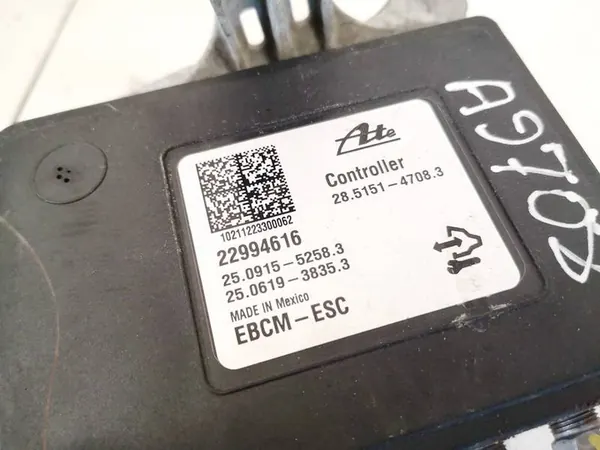 Ate
Controller
28.5151-4708.3
10211223300062
22994616
25.0915-5258.3
25.0619-3835.3
MADE IN Mexico
EBCM-ESC